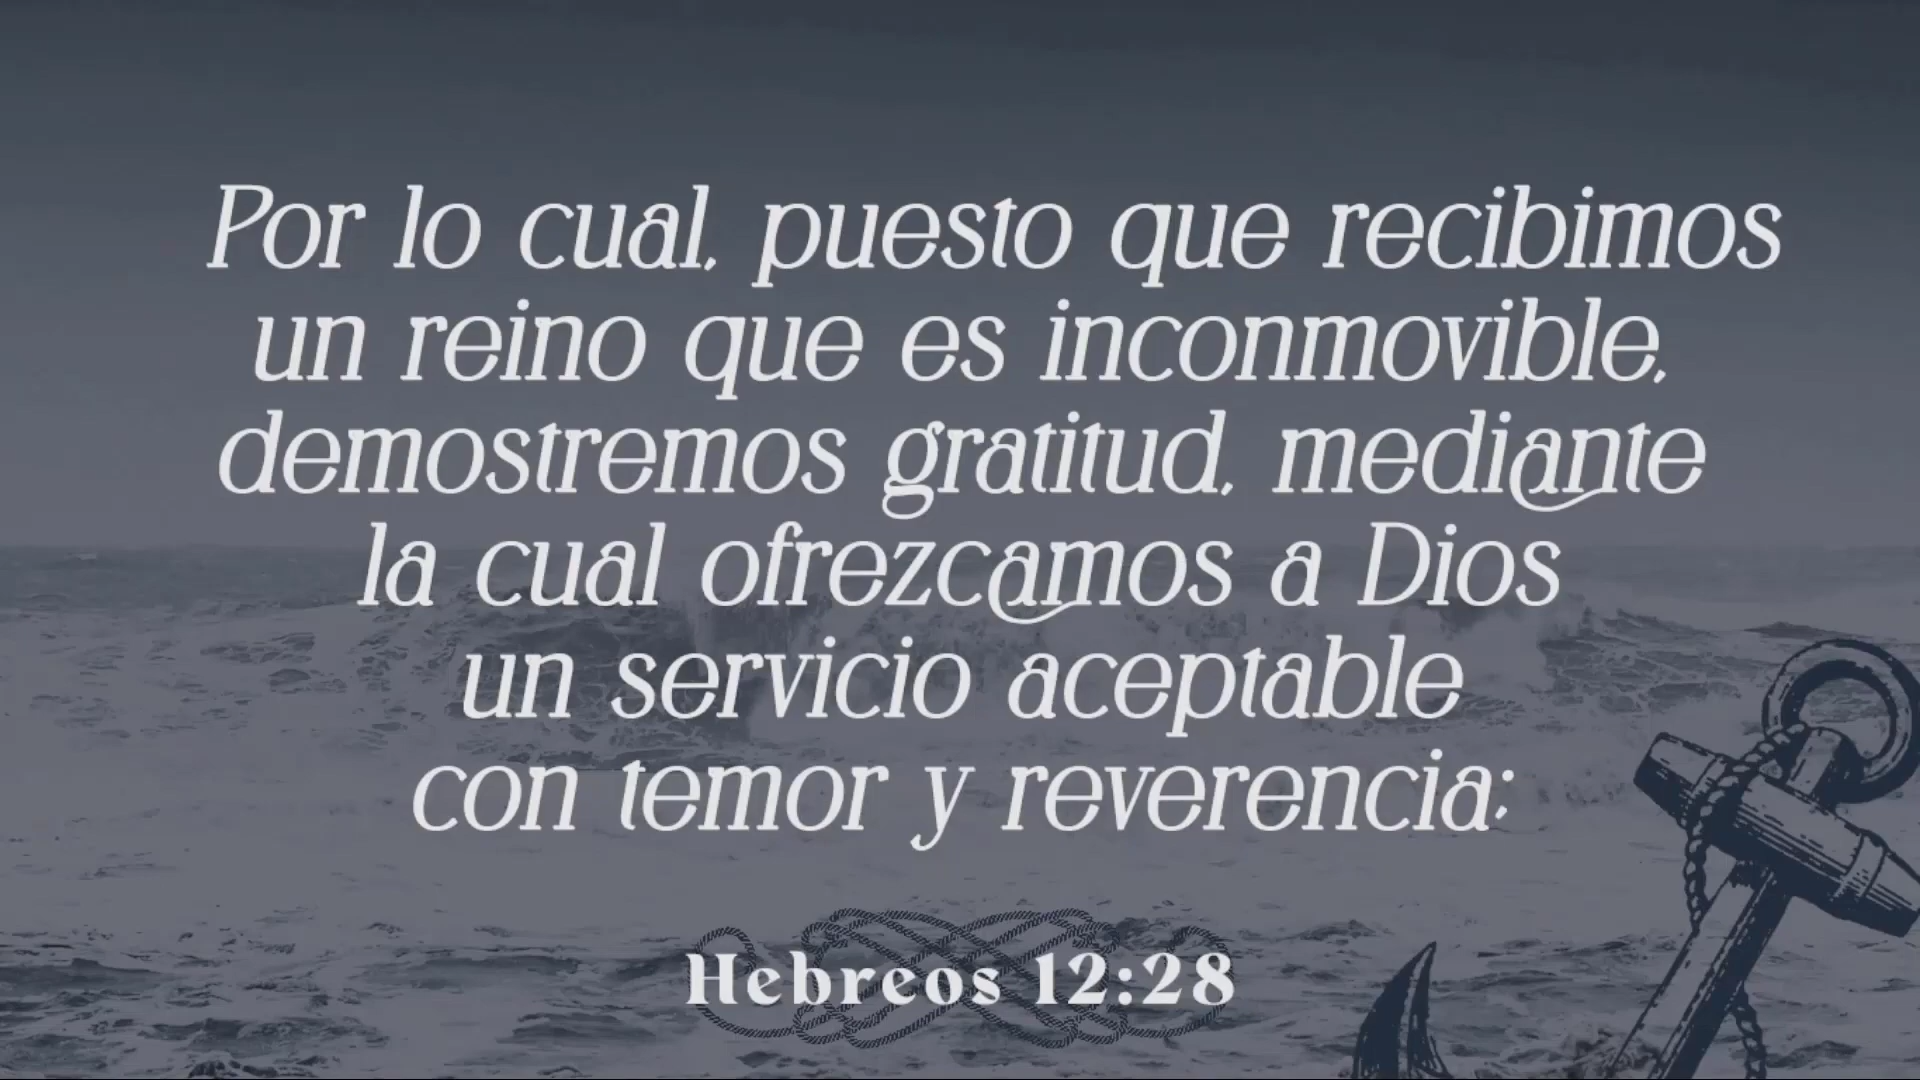 Por lo cual, puesto que recibimos
un reino que es inconmovible,
demostremos gratitud, mediante
la cual ofrezcamos a Dios
un servicio aceptable
con temor y reverencia;
Hebreos 12:28